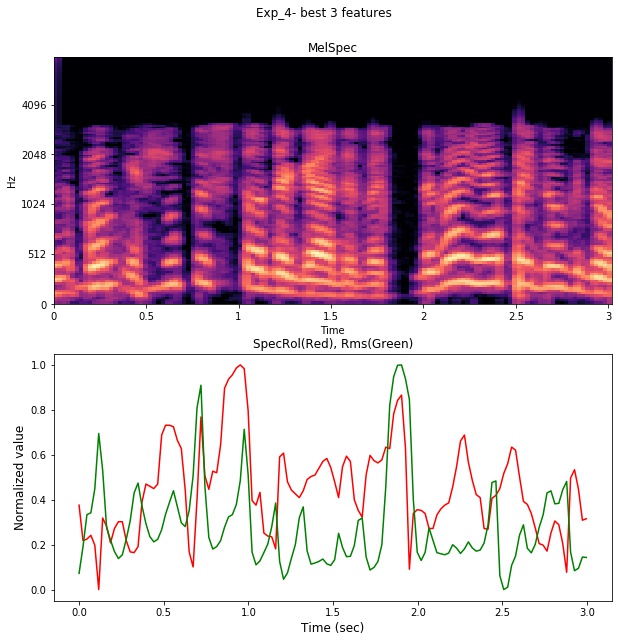 Exp_4- best 3 features
MelSpec
4096
2048
1024
512
0
Hz
0 0.5 1 1.5 2 2.5 3
Time
SpecRol(Red), Rms(Green)
1.0
0.8
0.6
0.4
0.2
0.0
Normalized value
0.0 0.5 1.0 1.5 2.0 2.5 3.0
Time (sec)